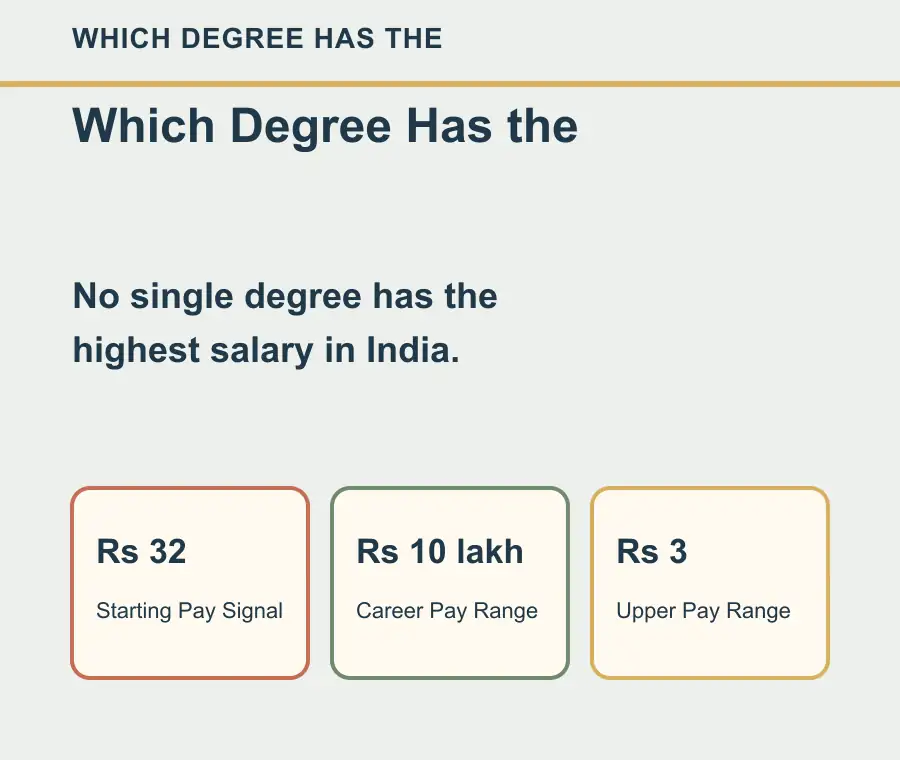 WHICH DEGREE HAS THE
Which Degree Has the
No single degree has the
highest salary in India.
Rs 32
Starting Pay Signal
Rs 10 lakh
Career Pay Range
Rs 3
Upper Pay Range